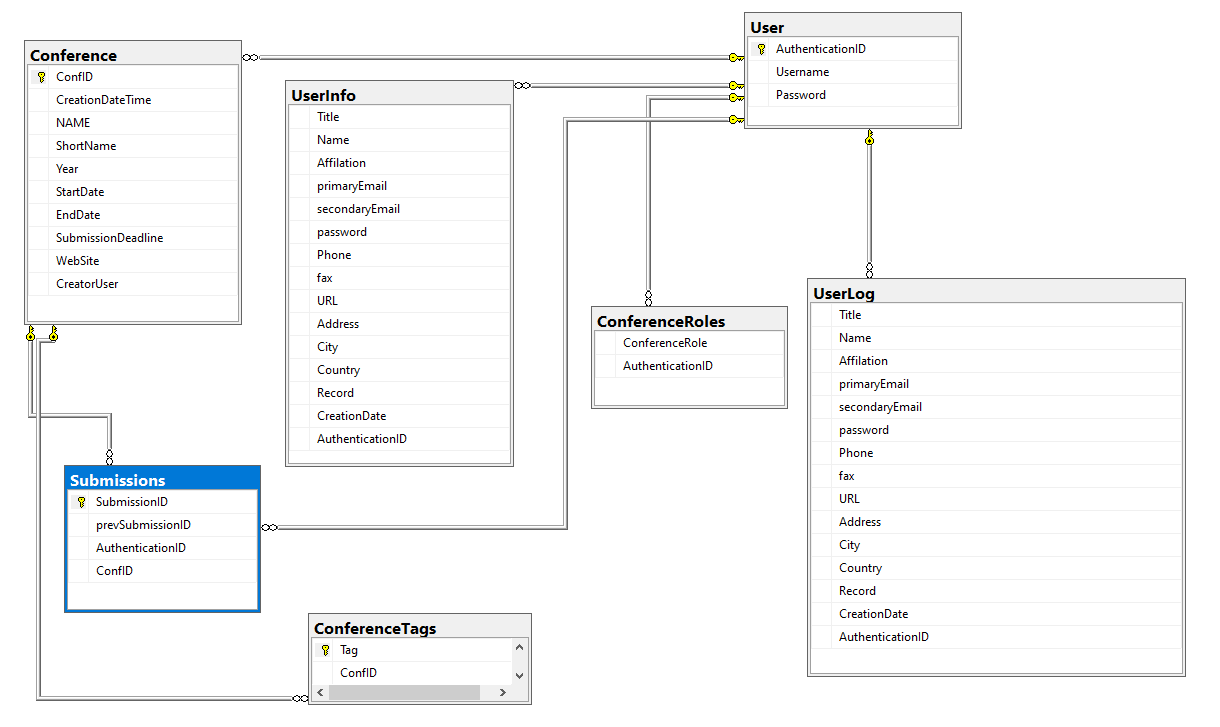 Conference
ConfID
CreationDateTime
NAME
ShortName
Year
StartDate
EndDate
SubmissionDeadline
WebSite
CreatorUser
UserInfo
Title
Name
Affilation
primaryEmail
secondaryEmail
password
Phone
fax
URL
Address
City
Country
Record
CreationDate
AuthenticationID
User
AuthenticationID
Username
Password
ConferenceRoles
ConferenceRole
AuthenticationID
UserLog
Title
Name
Affilation
primaryEmail
secondaryEmail
password
Phone
fax
URL
Address
City
Country
Record
CreationDate
AuthenticationID
Submissions
SubmissionID
prevSubmissionID
AuthenticationID
ConfID
ConferenceTags
Tag
ConfID